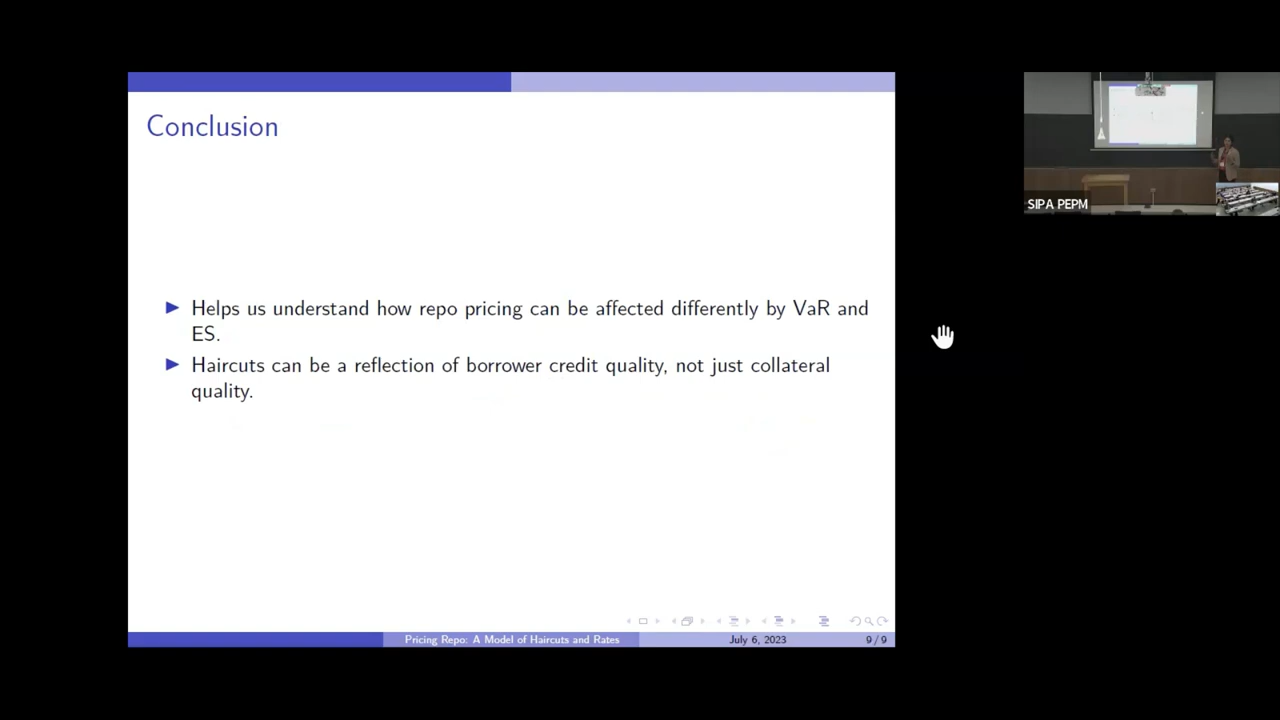 Conclusion
SIPA PEPM
Helps us understand how repo pricing can be affected differently by VaR and
ES.
Haircuts can be a reflection of borrower credit quality, not just collateral
quality.
Pricing Repo: A Model of Haircuts and Rates July 6, 2023 9 / 9